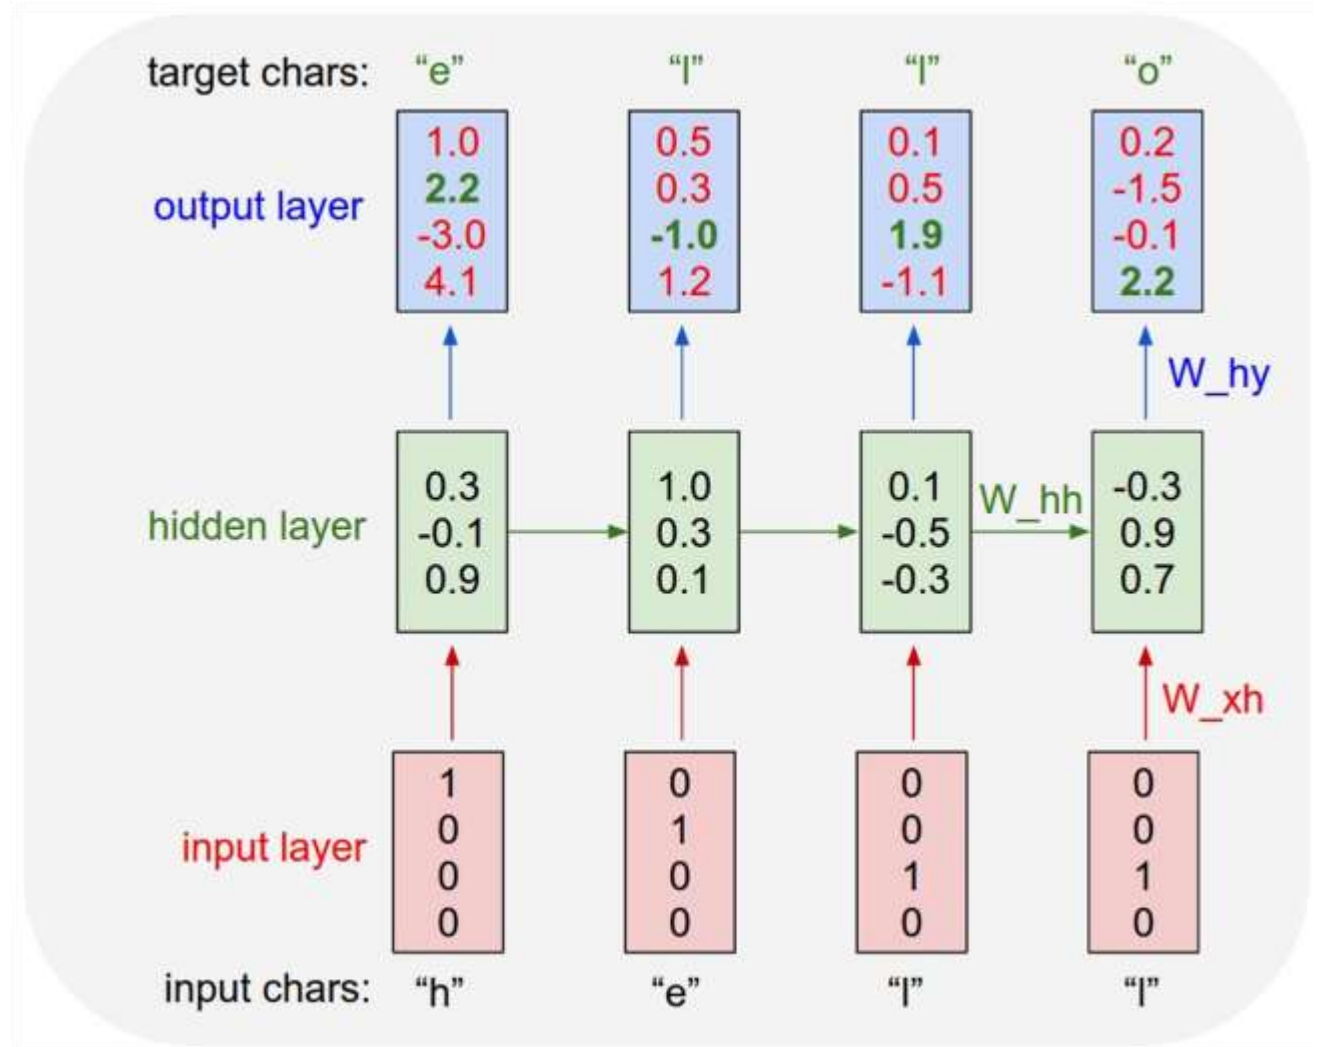 target chars: “e” “l” “l” “o”
1.0 0.5 0.1 0.2
2.2 0.3 0.5 -1.5
output layer
-3.0 -1.0 1.9 -0.1
4.1 1.2 -1.1 2.2
W_hy
0.3 1.0 0.1 W_hh -0.3
hidden layer -0.1 0.3 -0.5 0.9
0.9 0.1 -0.3 0.7
W_xh
1 0 0 0
0 1 0 0
input layer
0 0 1 1
0 0 0 0
input chars: “h” “e” “l” “l”